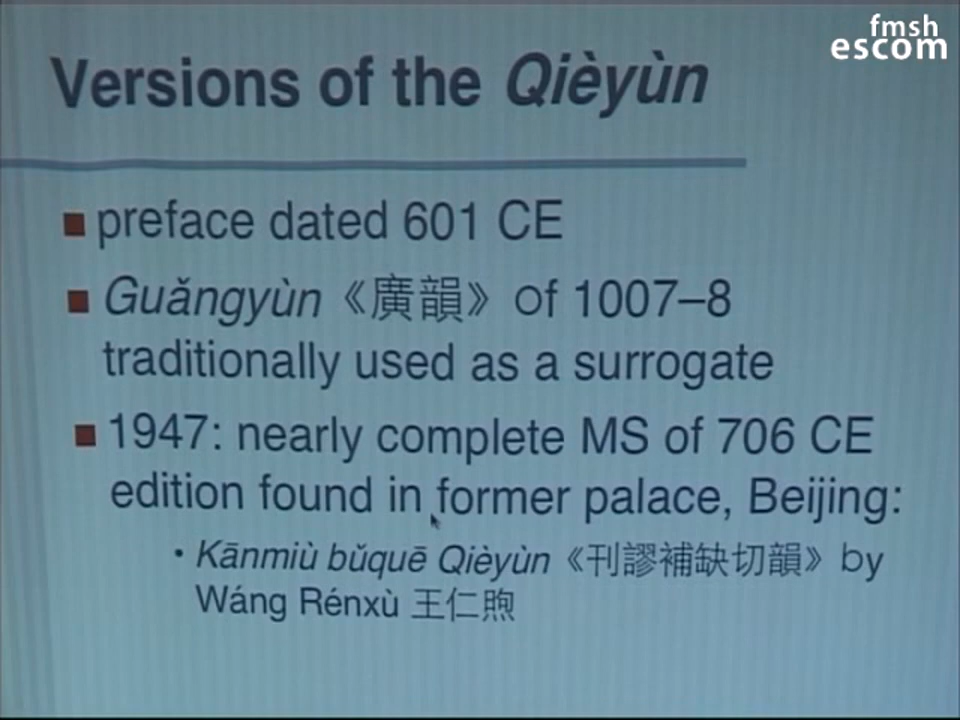 fmsh
escom
Versions of the Qièyùn
preface dated 601 CE
Guǎngyùn《廣韻》of 1007–8
traditionally used as a surrogate
1947: nearly complete MS of 706 CE
edition found in former palace, Beijing:
• Kānmiù bǔquē Qièyùn《刊謬補缺切韻》by
Wáng Rénxù 王仁煦